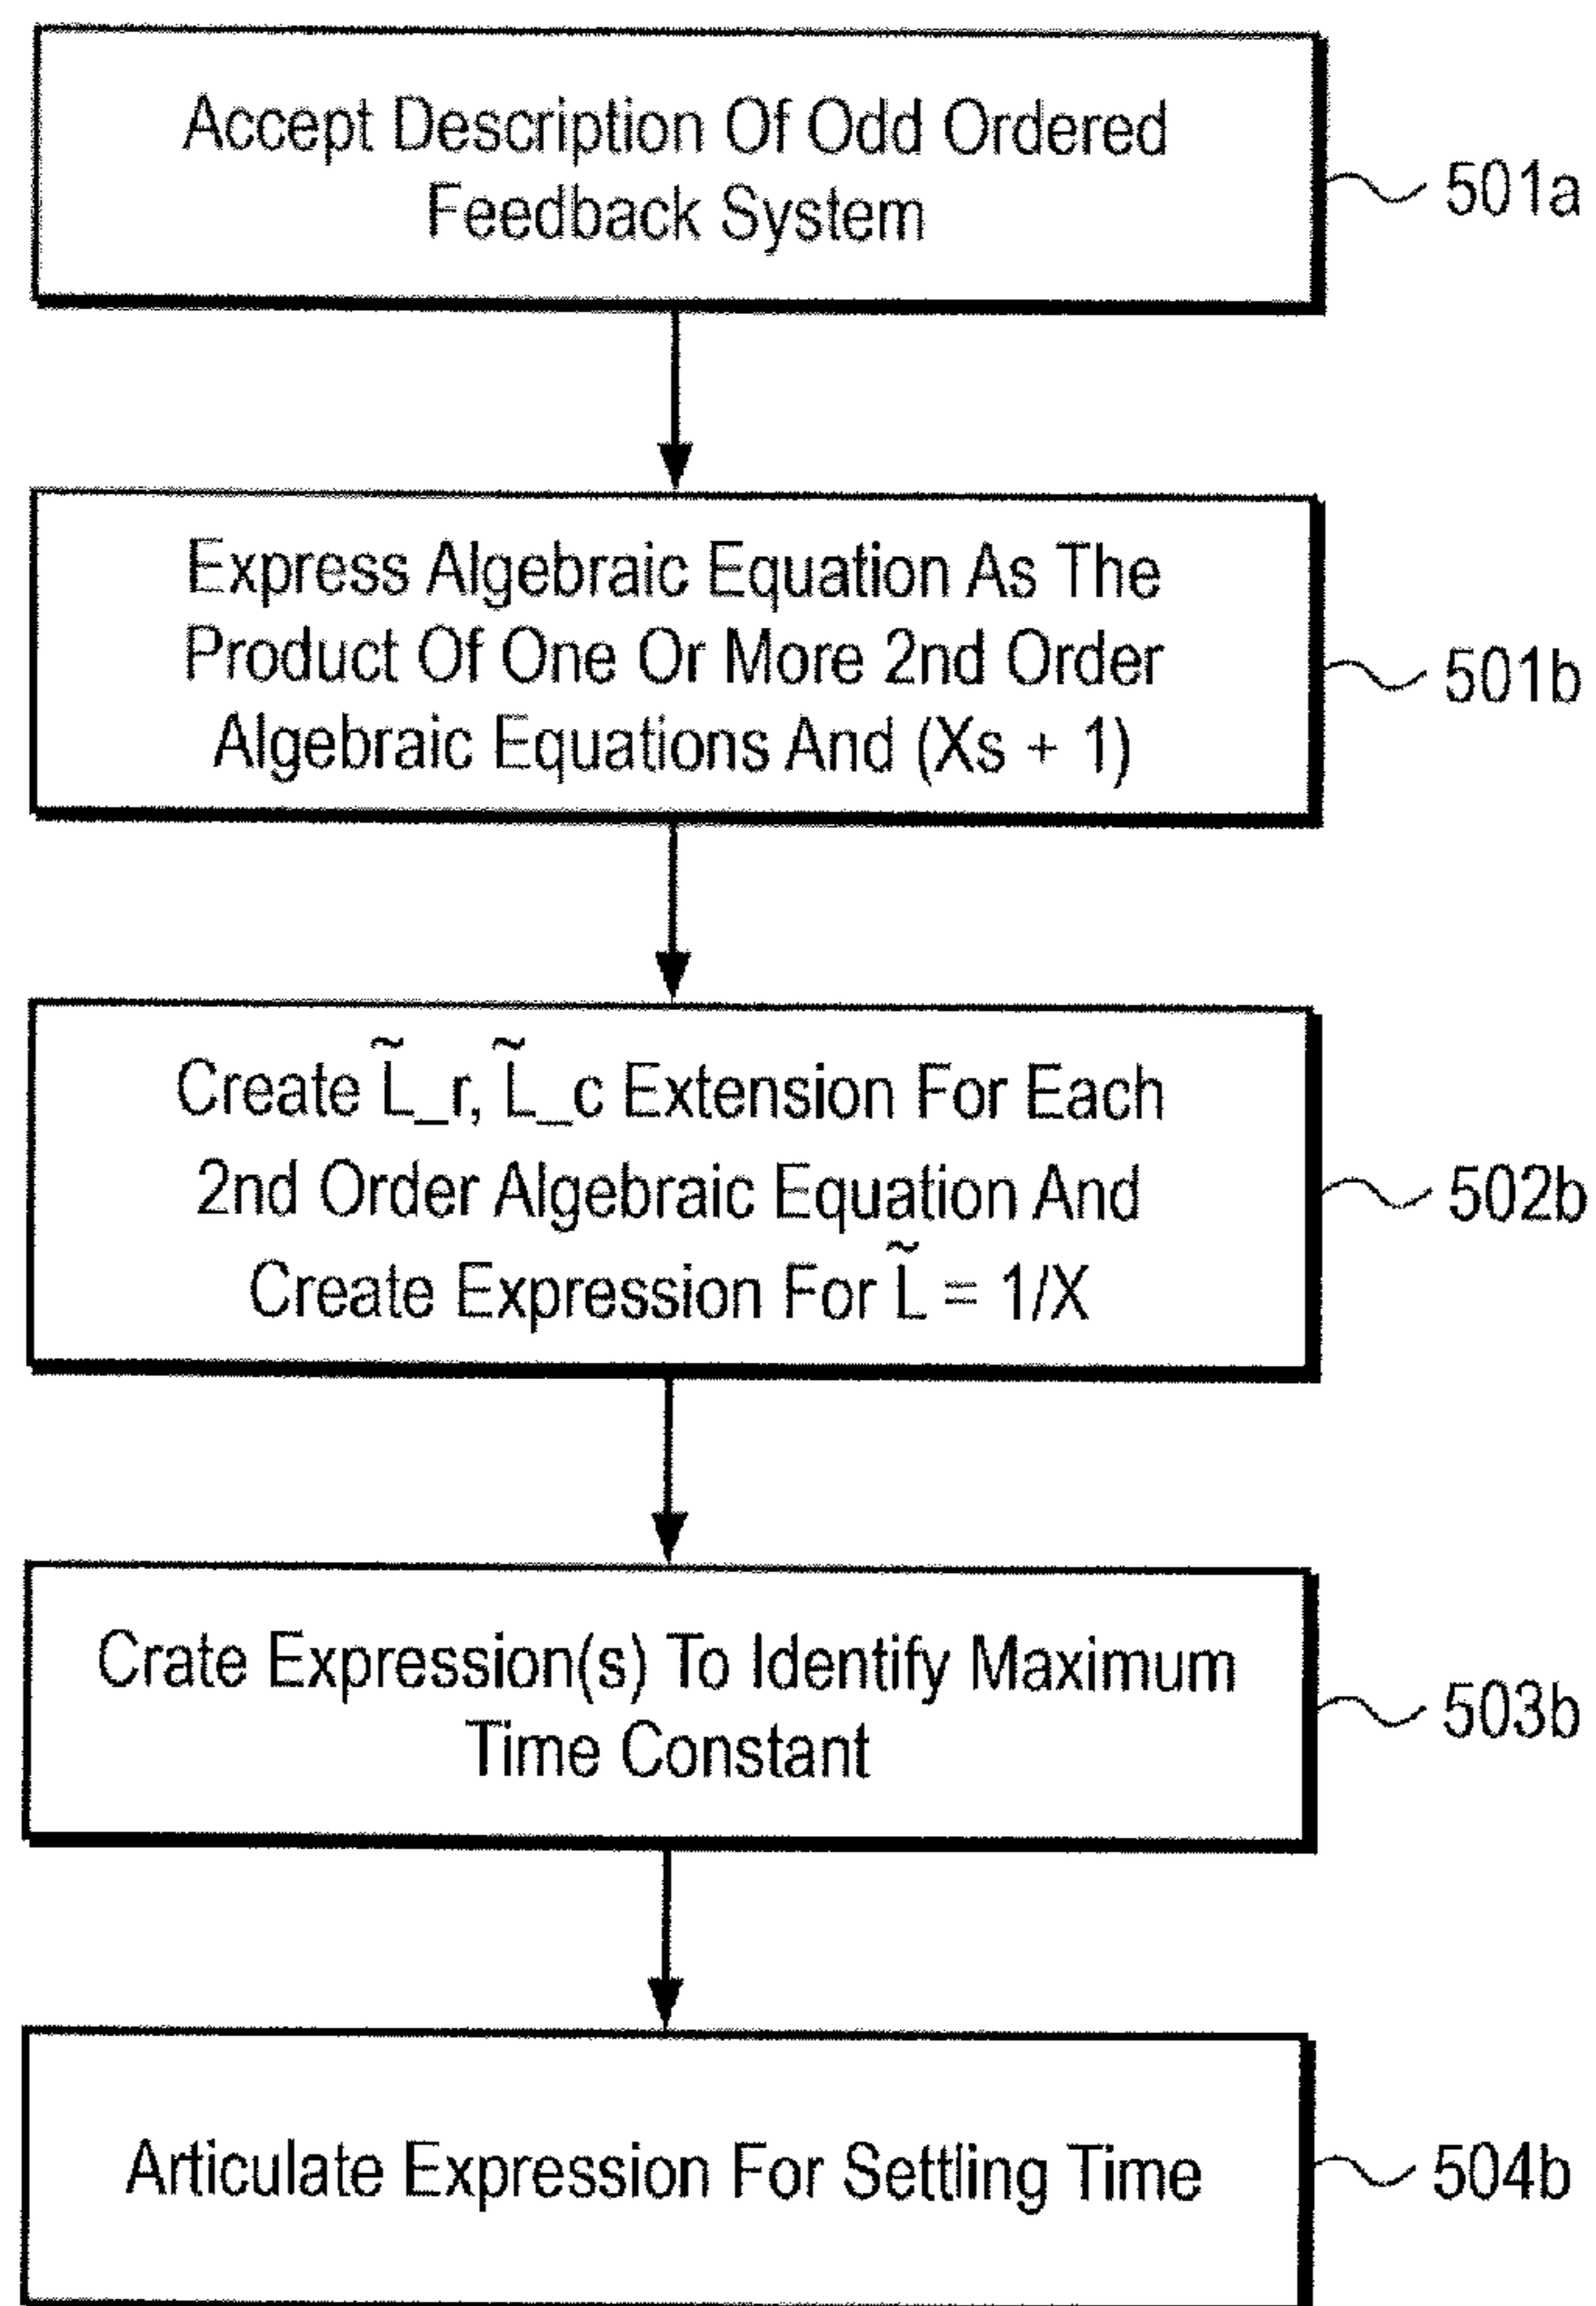 Accept Description Of Odd Ordered
Feedback System
501a
Express Algebraic Equation As The
Product Of One Or More 2nd Order
Algebraic Equations And (Xs + 1)
501b
Create L̃_r, L̃_c Extension For Each
2nd Order Algebraic Equation And
Create Expression For L̃ = 1/X
502b
Crate Expression(s) To Identify Maximum
Time Constant
503b
Articulate Expression For Settling Time
504b